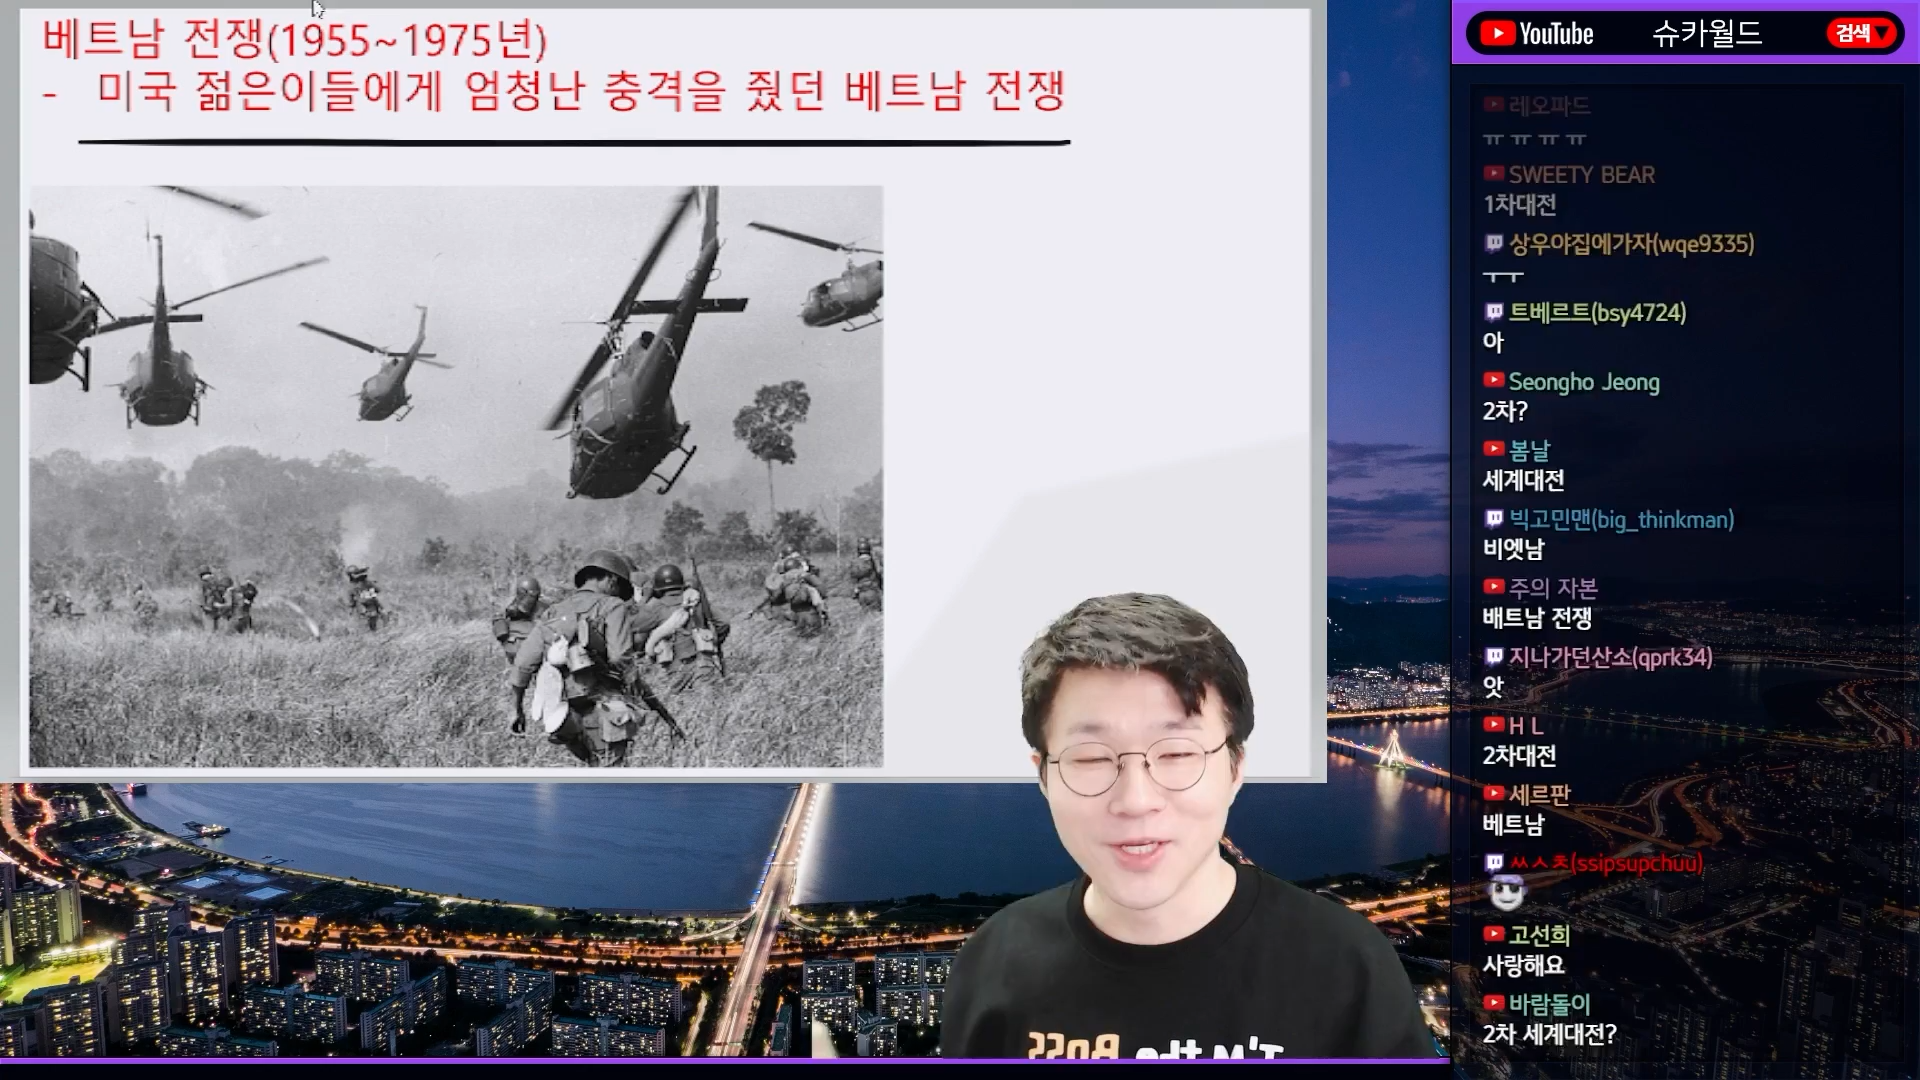 베트남 전쟁(1955~1975년)
- 미국 젊은이들에게 엄청난 충격을 줬던 베트남 전쟁
YouTube 슈카월드 검색
레오파드
ㅠㅠㅠㅠ
SWEETY BEAR
1차대전
상우야집에가자(wqe9335)
ㅜㅜ
트베르트(bsy4724)
아
Seongho Jeong
2차?
봄날
세계대전
빅고민맨(big_thinkman)
비엣남
주의 자본
배트남 전쟁
지나가던산소(qprk34)
앗
H L
2차대전
세르판
베트남
ㅆㅅㅊ(ssipsupchuu)
고선희
사랑해요
바람돌이
2차 세계대전?
I'M the Boss